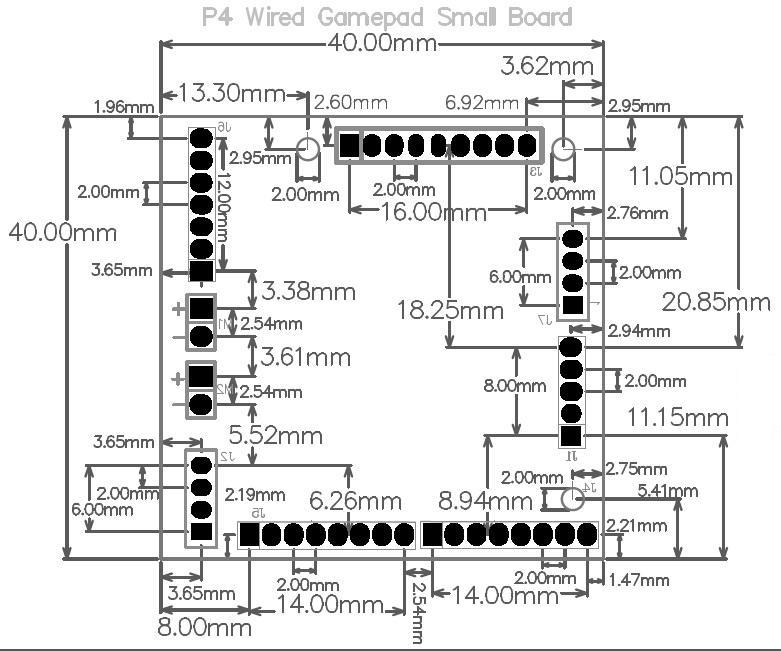 P4 Wired Gamepad Small Board
40.00mm
3.62mm
13.30mm
2.60mm
6.92mm
2.95mm
1.96mm
J6
2.95mm
J3
11.05mm
2.00mm
12.00mm
2.00mm
2.00mm
2.00mm
16.00mm
2.76mm
40.00mm
3.65mm
6.00mm
2.00mm
3.38mm
18.25mm
20.85mm
J7
+
M1
2.54mm
2.94mm
-
3.61mm
+
M2
2.54mm
8.00mm
2.00mm
-
11.15mm
3.65mm
5.52mm
J1
J2
2.75mm
2.00mm
J4
5.41mm
2.00mm
2.19mm
6.26mm
8.94mm
6.00mm
J5
2.21mm
2.00mm
2.00mm
1.47mm
3.65mm
14.00mm
2.54mm
14.00mm
8.00mm